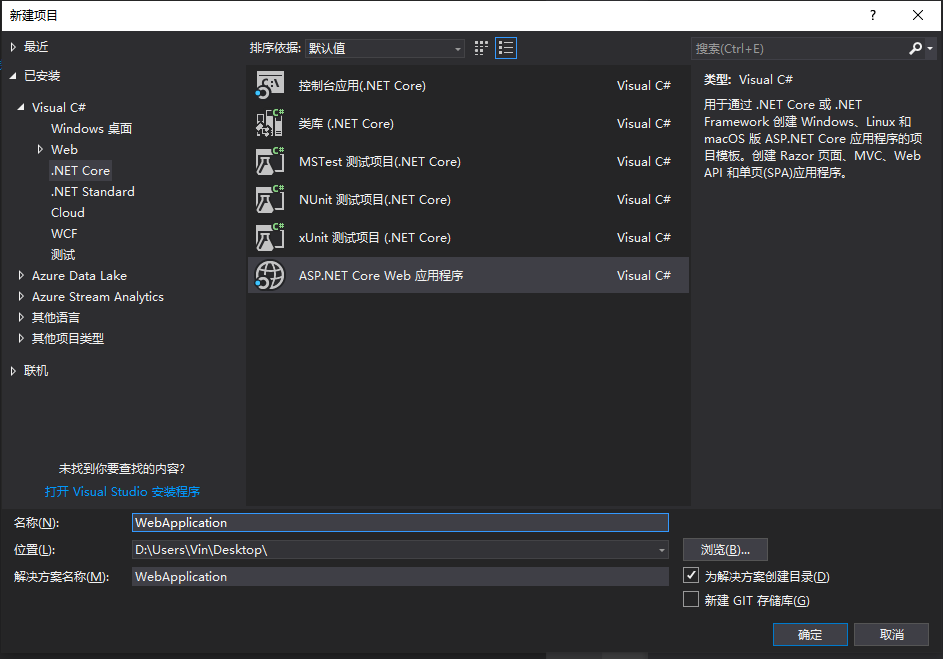 新建项目
?
最近
已安装
Visual C#
Windows 桌面
Web
.NET Core
.NET Standard
Cloud
WCF
测试
Azure Data Lake
Azure Stream Analytics
其他语言
其他项目类型
联机
未找到你要查找的内容?
打开 Visual Studio 安装程序
排序依据: 默认值
控制台应用(.NET Core) Visual C#
类库 (.NET Core) Visual C#
MSTest 测试项目(.NET Core) Visual C#
NUnit 测试项目(.NET Core) Visual C#
xUnit 测试项目 (.NET Core) Visual C#
ASP.NET Core Web 应用程序 Visual C#
搜索(Ctrl+E)
类型: Visual C#
用于通过 .NET Core 或 .NET
Framework 创建 Windows、Linux 和
macOS 版 ASP.NET Core 应用程序的项
目模板。创建 Razor 页面、MVC、Web
API 和单页(SPA)应用程序。
名称(N): WebApplication
位置(L): D:\Users\Vin\Desktop\ 浏览(B)...
解决方案名称(M): WebApplication
为解决方案创建目录(D)
新建 GIT 存储库(G)
确定 取消